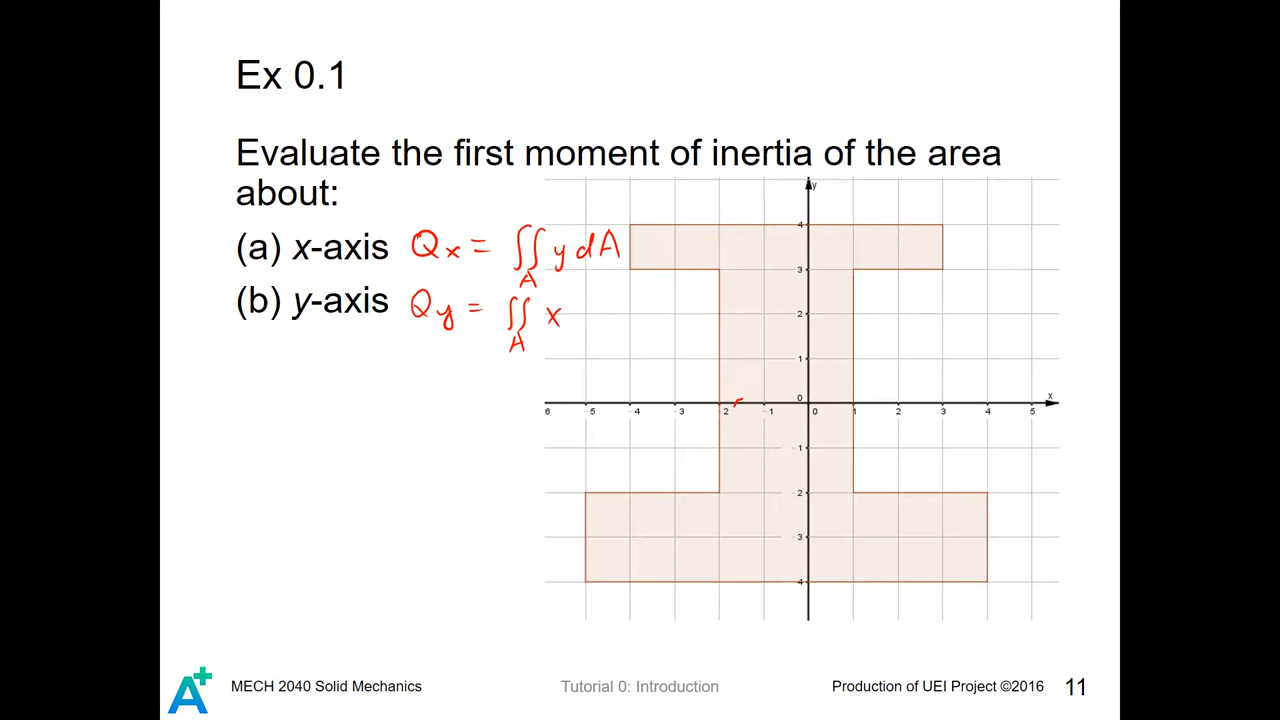 Ex 0.1
Evaluate the first moment of inertia of the area
about:
(a) x-axis Qx = ∬A y dA
(b) y-axis Qy = ∬A x
y
4
3
2
1
0
x
6 -5 -4 -3 -2 -1 0 1 2 3 4 5
-1
-2
3
4
A+ MECH 2040 Solid Mechanics Tutorial 0: Introduction Production of UEI Project ©2016 11